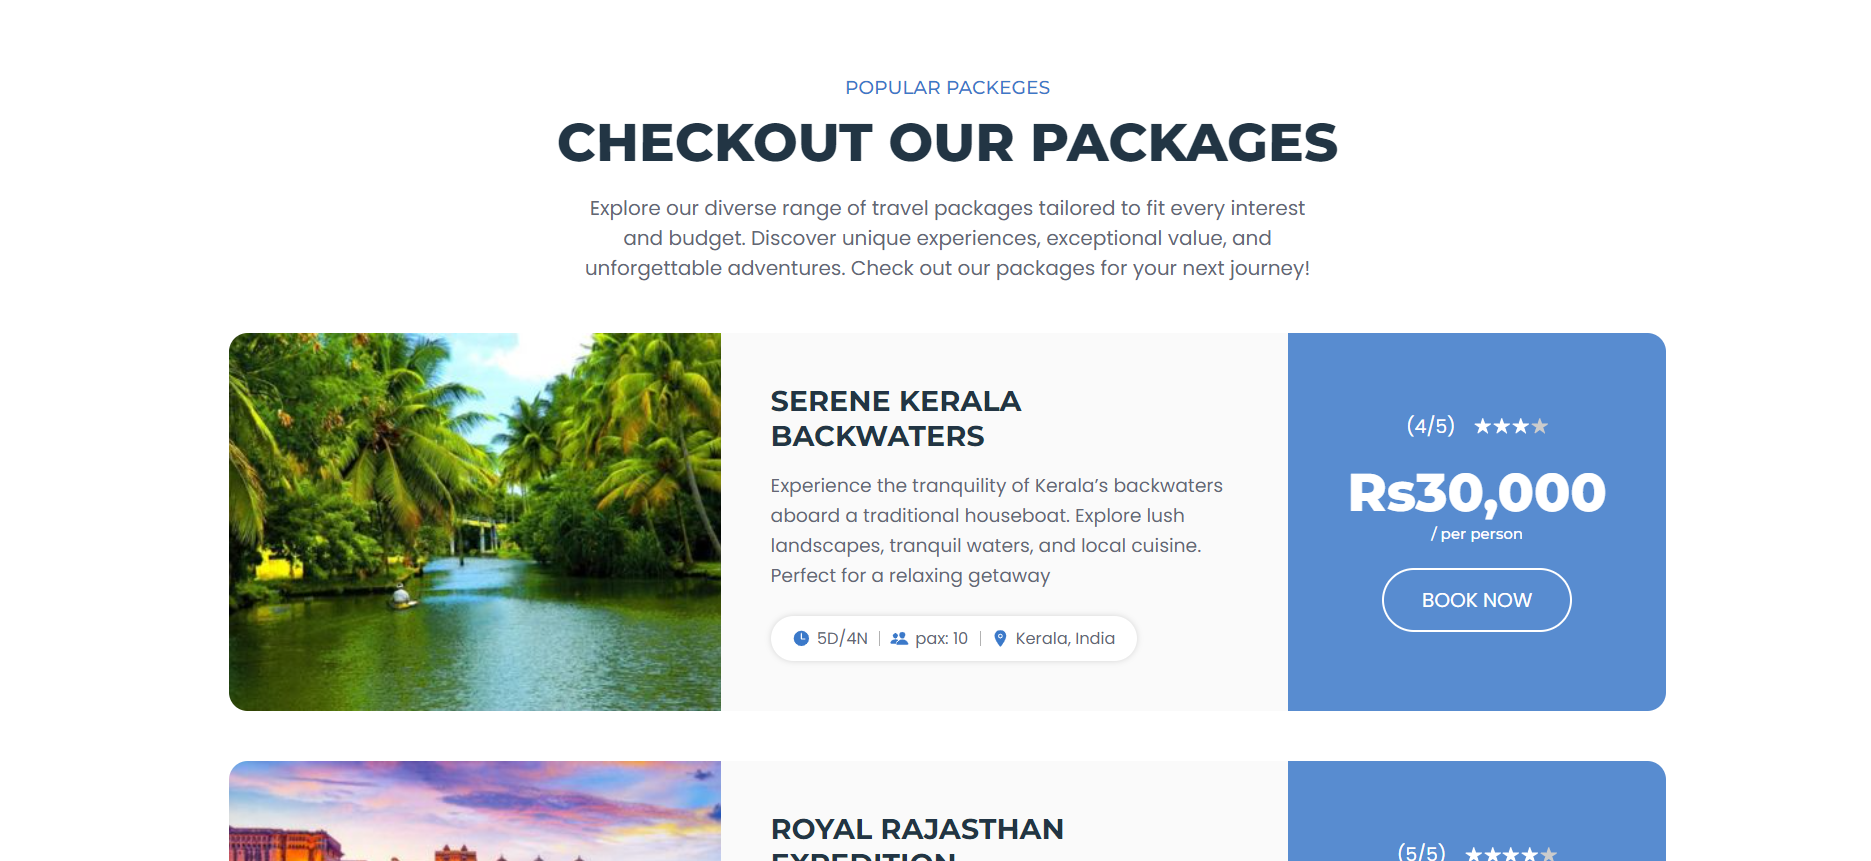 POPULAR PACKEGES
CHECKOUT OUR PACKAGES
Explore our diverse range of travel packages tailored to fit every interest
and budget. Discover unique experiences, exceptional value, and
unforgettable adventures. Check out our packages for your next journey!
SERENE KERALA
BACKWATERS
Experience the tranquility of Kerala’s backwaters
aboard a traditional houseboat. Explore lush
landscapes, tranquil waters, and local cuisine.
Perfect for a relaxing getaway
5D/4N | pax: 10 | Kerala, India
(4/5) ★★★★
Rs30,000
/ per person
BOOK NOW
ROYAL RAJASTHAN
EXPEDITION
(5/5) ★★★★★